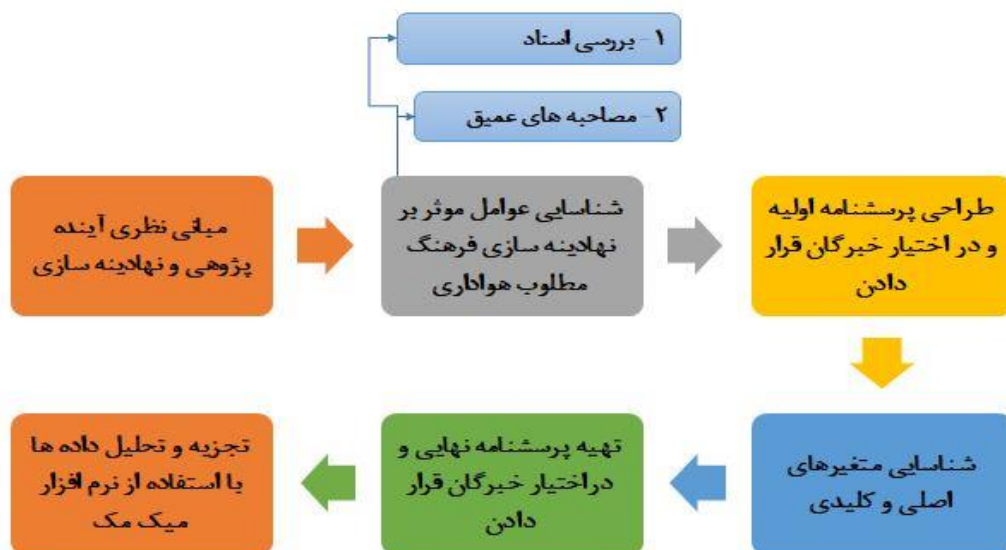 ۱- بررسی اسناد
۲- مصاحبه های عمیق
مبانی نظری آینده
پژوهی و نهادینه سازی
شناسایی عوامل موثر بر
نهادینه سازی فرهنگ
مطلوب هواداری
طراحی پرسشنامه اولیه
و در اختیار خبرگان قرار
دادن
شناسایی متغیرهای
اصلی و کلیدی
تهیه پرسشنامه نهایی و
دراختیار خبرگان قرار
دادن
تجزیه و تحلیل داده ها
با استفاده از نرم افزار
میک مک